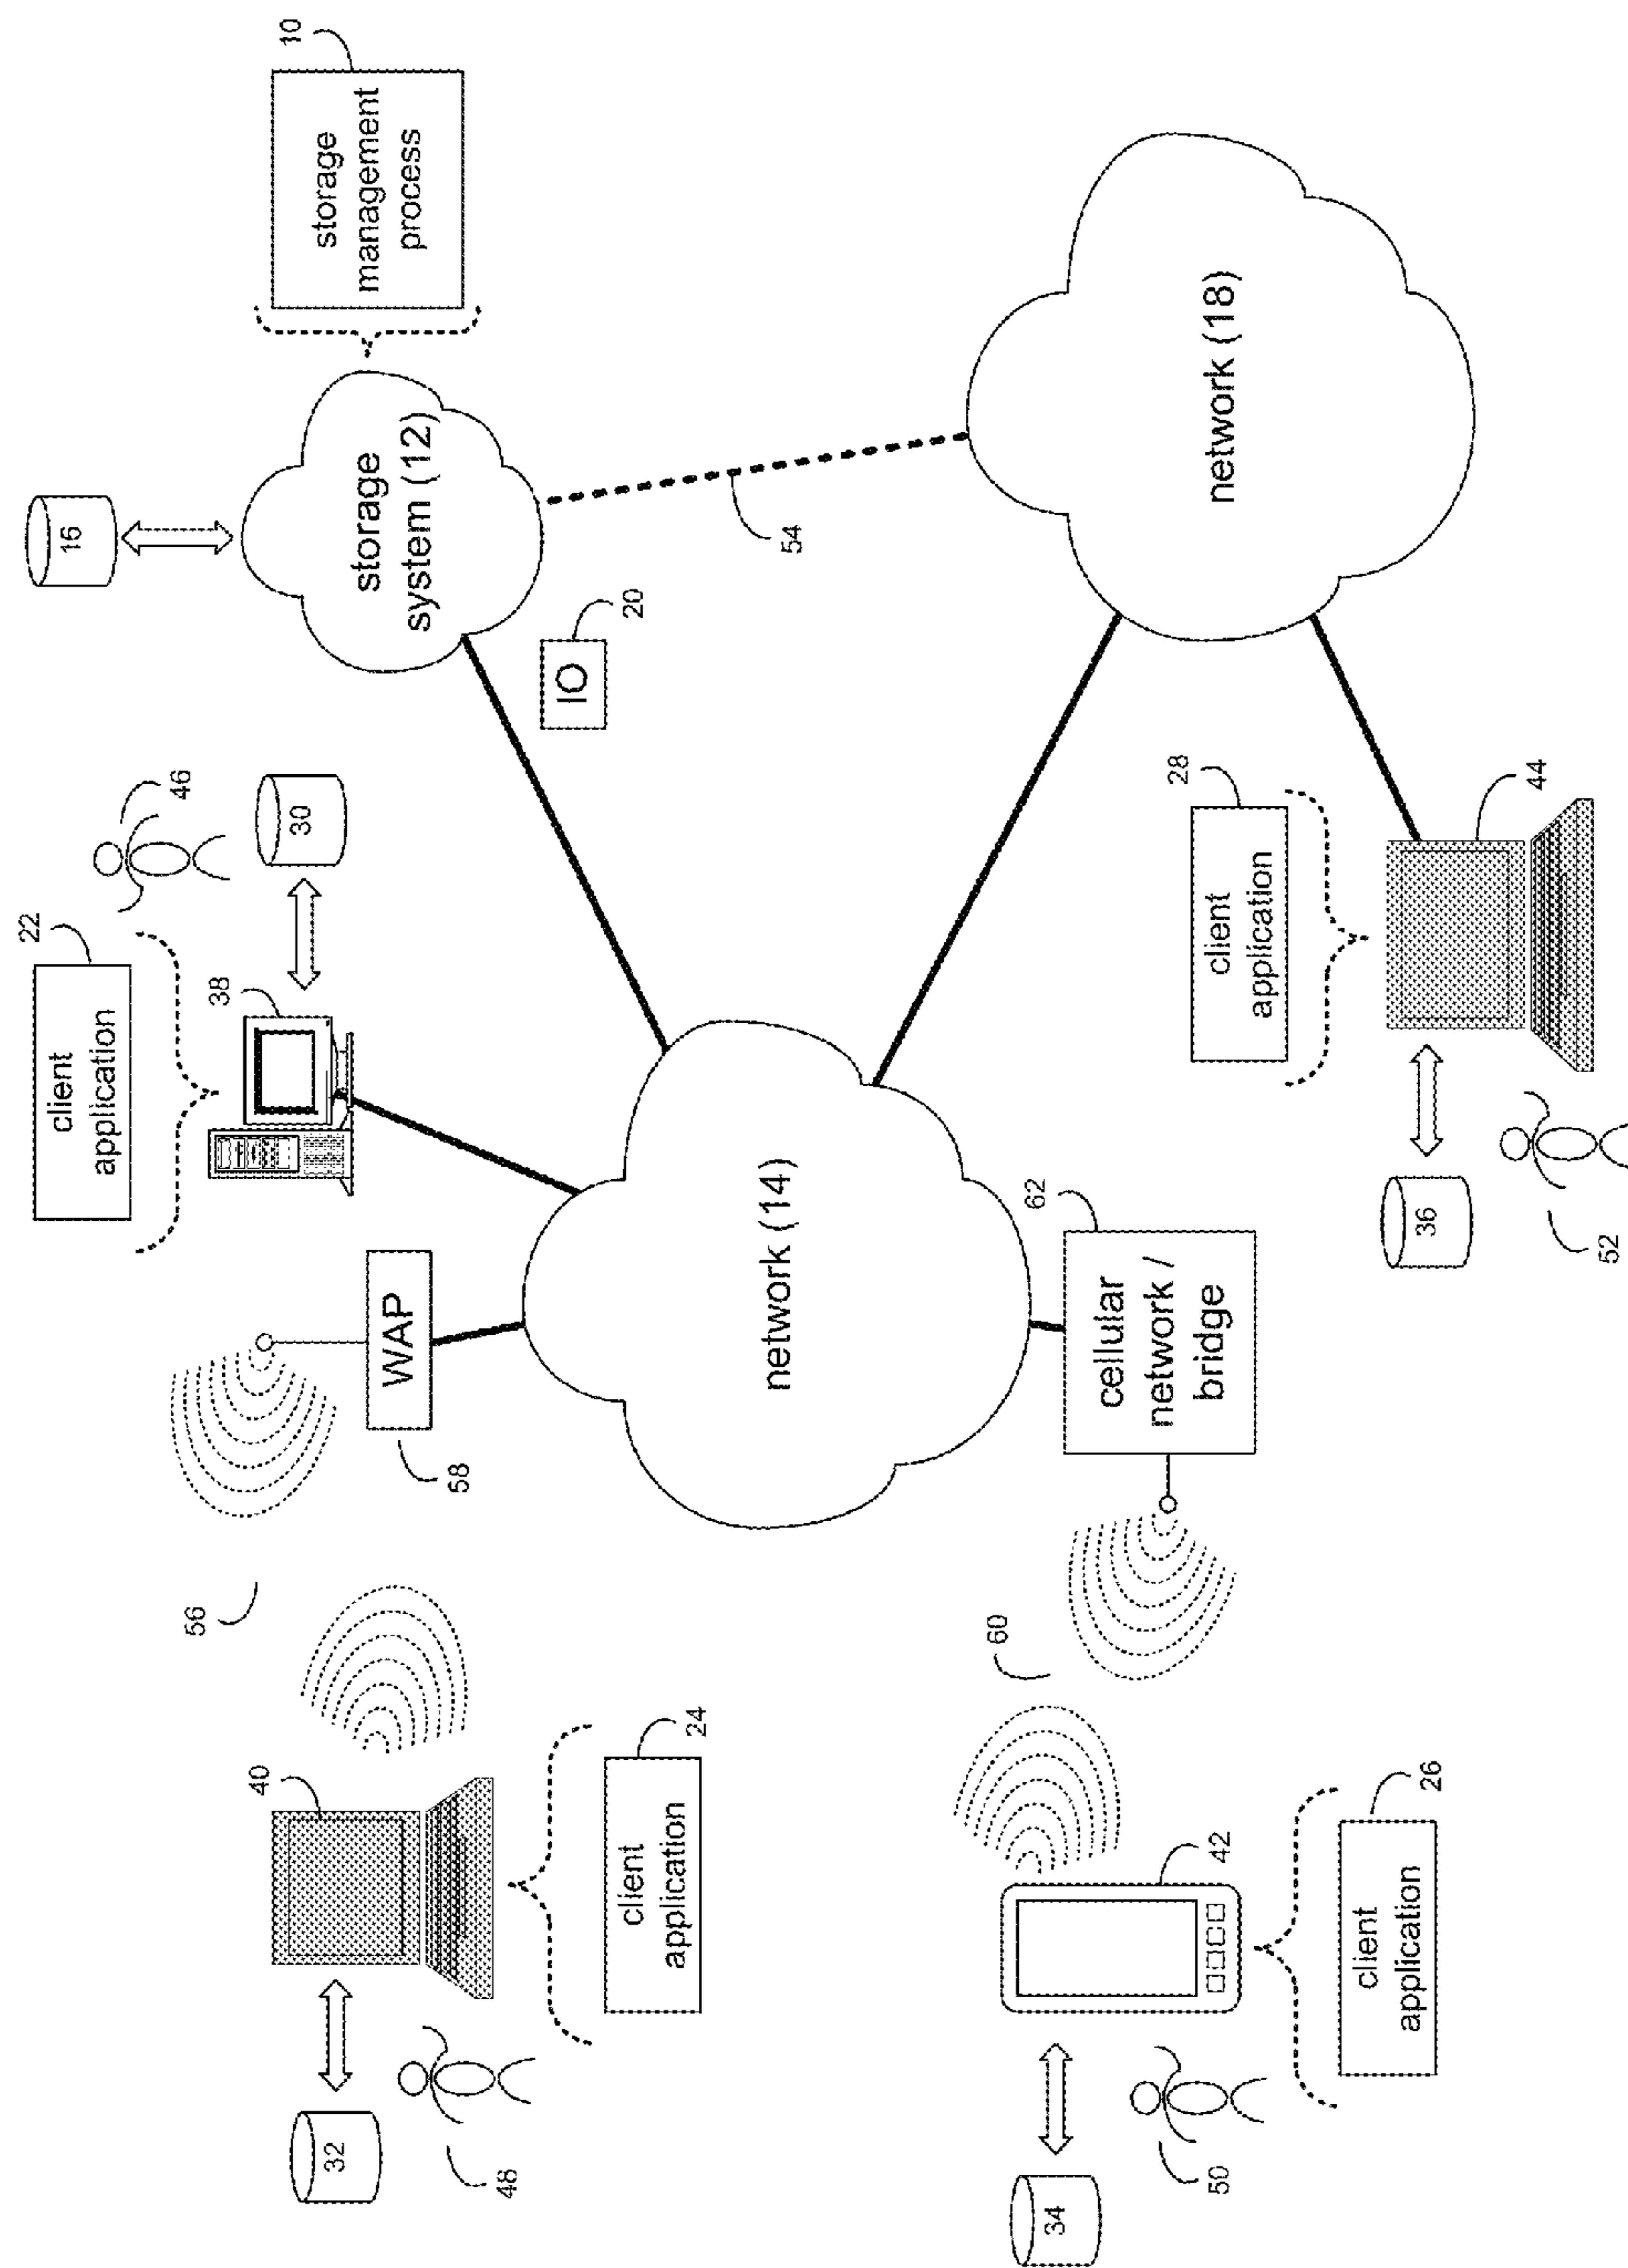 22
client
application
16
46
38
56
40
10
30
storage
management
process
32
storage
system (12)
WAP
58
48
IO
20
client
application
24
network (14)
54
60
62
34
cellular
network /
bridge
28
50
42
network (18)
client
application
client
application
26
36
44
52